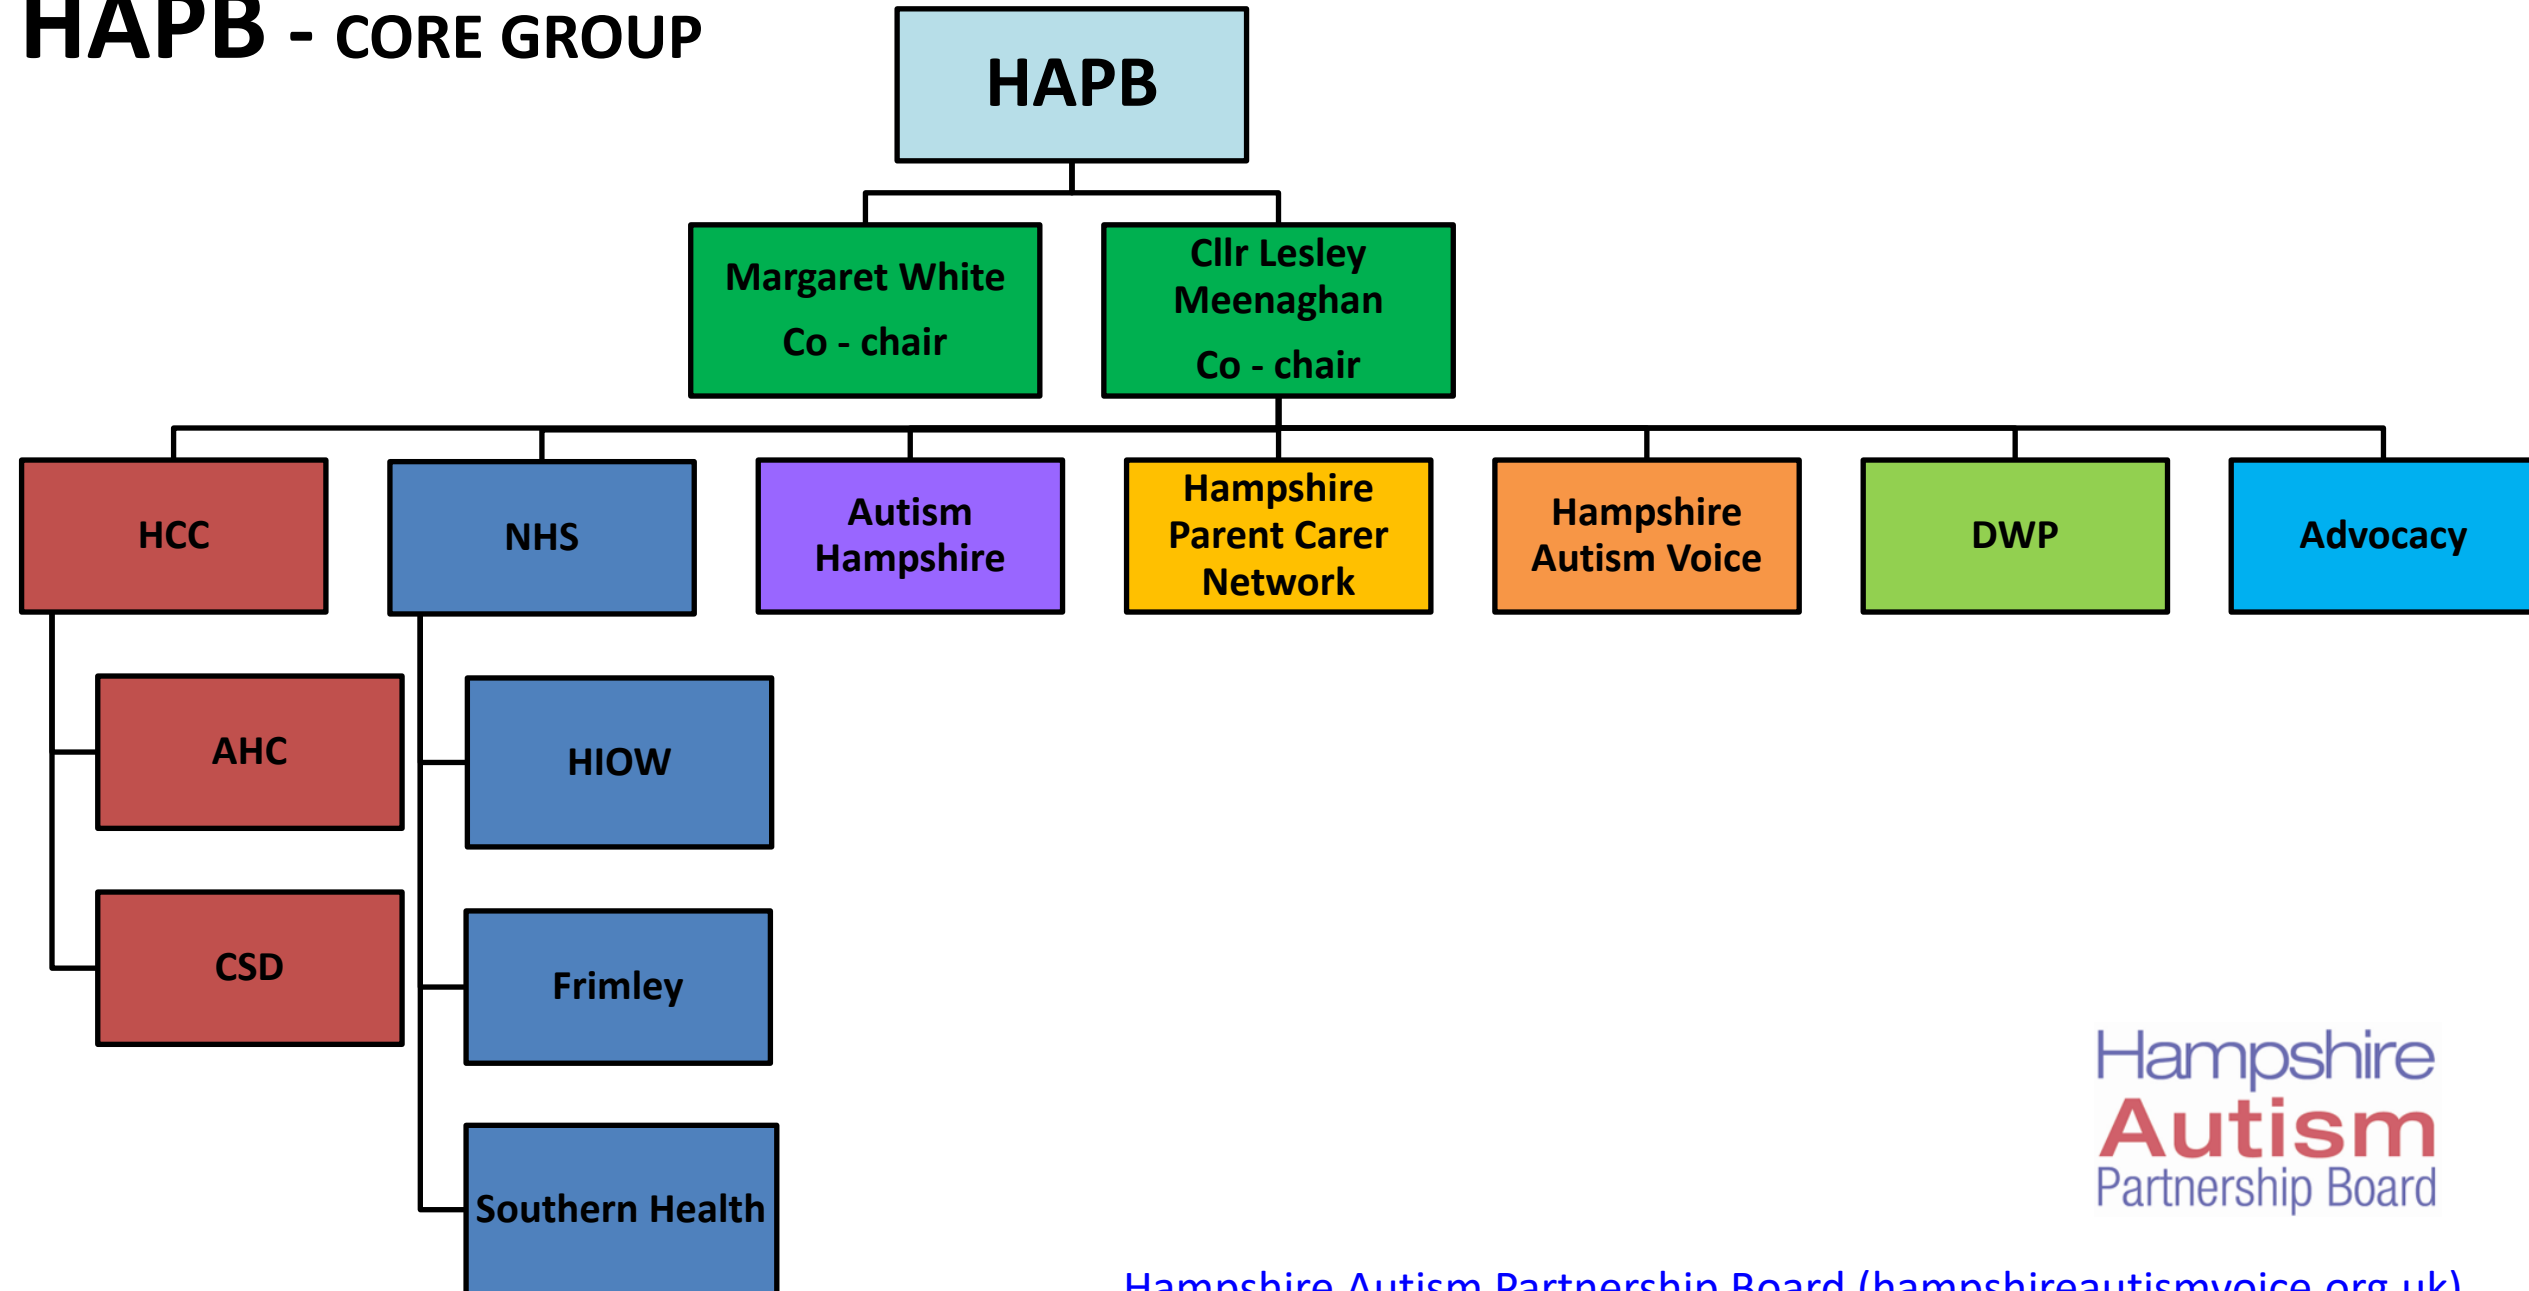 HAPB - CORE GROUP
HAPB
Margaret White
Co - chair
Cllr Lesley
Meenaghan
Co - chair
HCC
NHS
Autism
Hampshire
Hampshire
Parent Carer
Network
Hampshire
Autism Voice
DWP
Advocacy
AHC
CSD
HIOW
Frimley
Southern Health
Hampshire
Autism
Partnership Board
Hampshire Autism Partnership Board (hampshireautismvoice.org.uk)